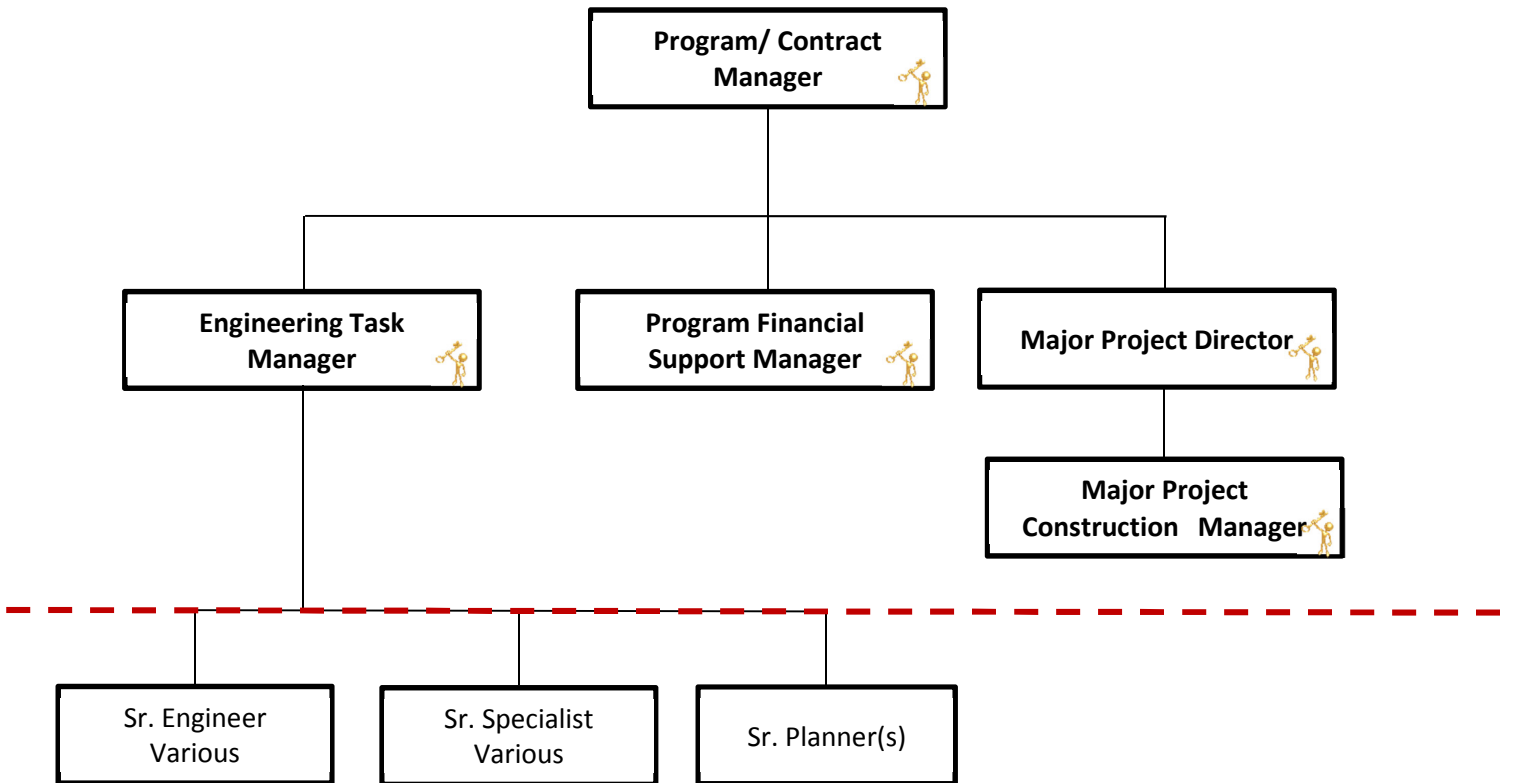 Program/ Contract
Manager
Engineering Task
Manager
Program Financial
Support Manager
Major Project Director
Major Project
Construction Manager
Sr. Engineer
Various
Sr. Specialist
Various
Sr. Planner(s)